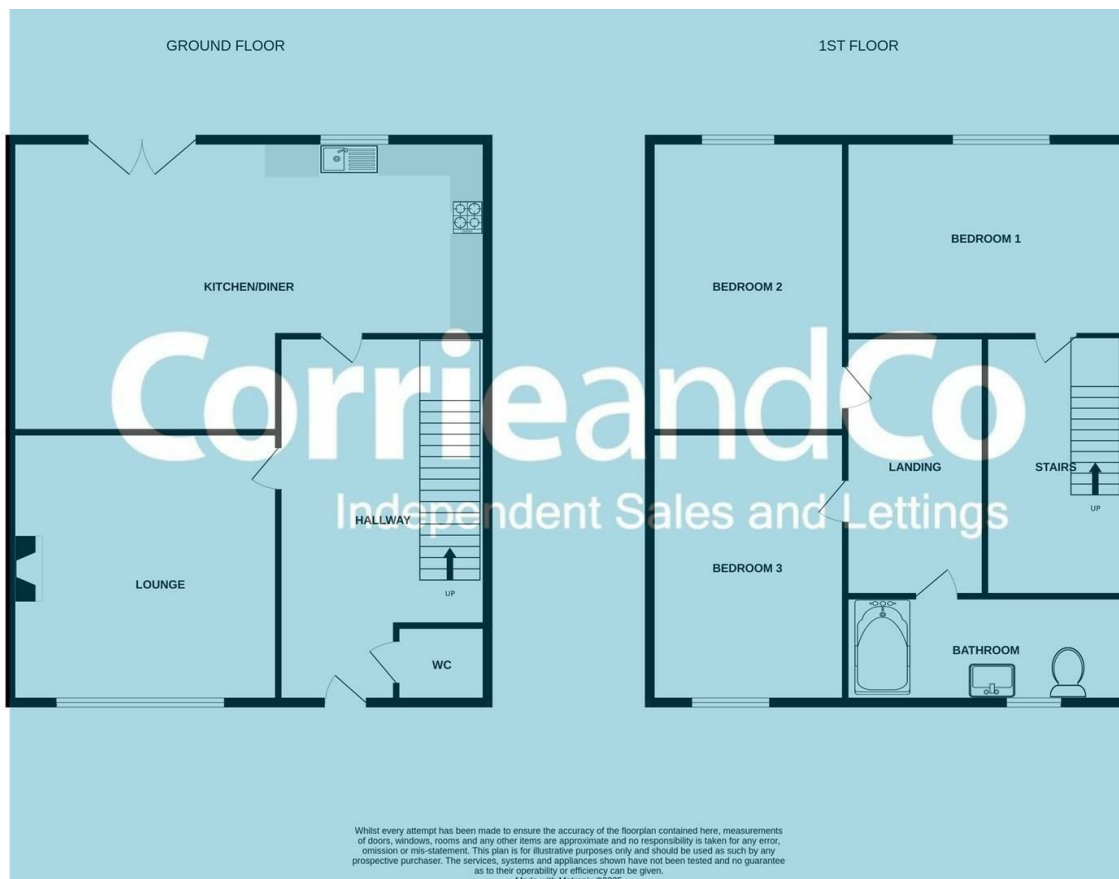 GROUND FLOOR
1ST FLOOR
KITCHEN/DINER
BEDROOM 2
BEDROOM 1
CorrieandCo
Independent Sales and Lettings
LANDING
STAIRS
UP
HALLWAY
LOUNGE
UP
WC
BEDROOM 3
BATHROOM
Whilst every attempt has been made to ensure the accuracy of the floorplan contained here, measurements
of doors, windows, rooms and any other items are approximate and no responsibility is taken for any error,
omission or mis-statement. This plan is for illustrative purposes only and should be used as such by any
prospective purchaser. The services, systems and appliances shown have not been tested and no guarantee
as to their operability or efficiency can be given.
Made with Metropix ©2025